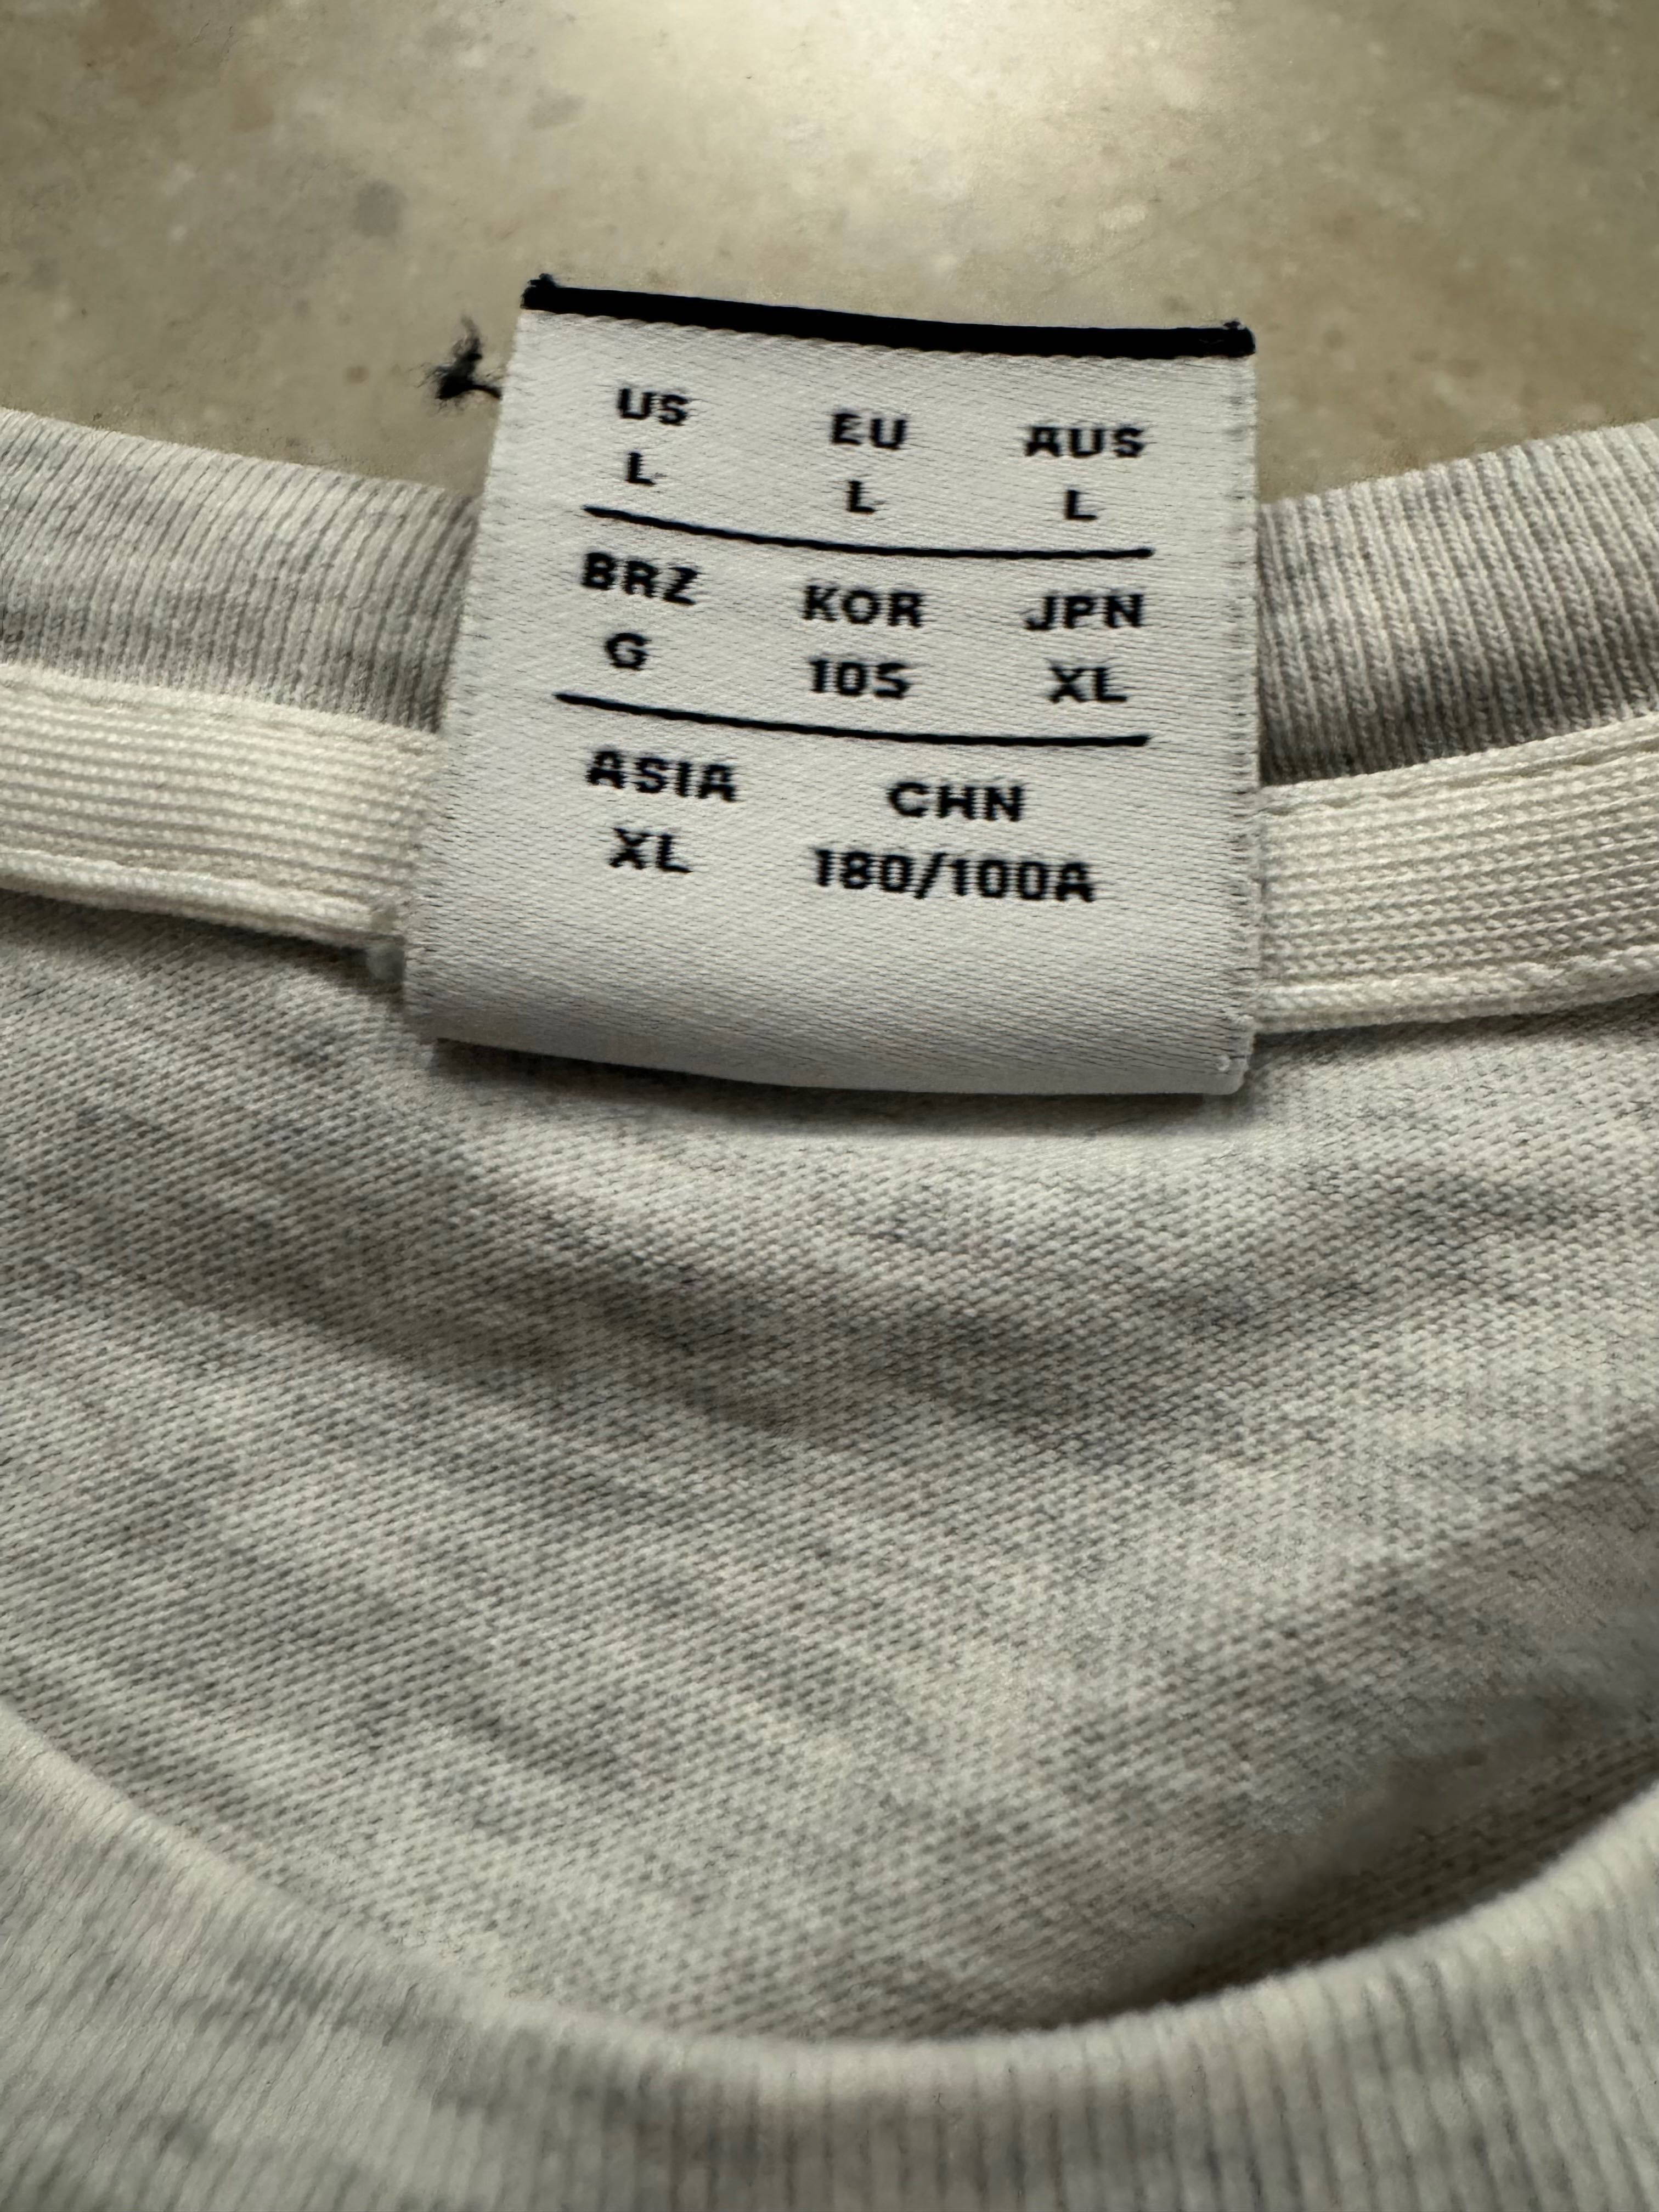 US EU AUS
L L L
BRZ KOR JPN
G 105 XL
ASIA CHN
XL 180/100A